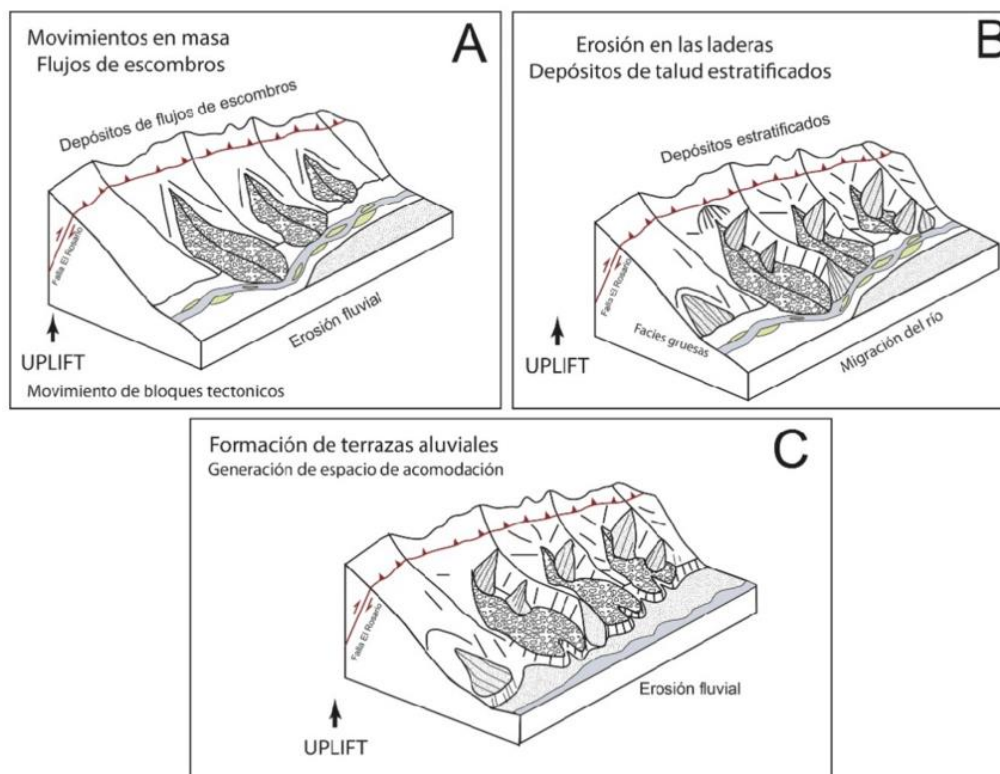 A
Movimientos en masa
Flujos de escombros
Depósitos de flujos de escombros
Falla El Rosario
Erosión fluvial
UPLIFT
Movimiento de bloques tectonicos
B
Erosión en las laderas
Depósitos de talud estratificados
Depósitos estratificados
Falla El Rosario
Facies gruesas
Migración del río
UPLIFT
C
Formación de terrazas aluviales
Generación de espacio de acomodación
Falla El Rosario
Erosión fluvial
UPLIFT